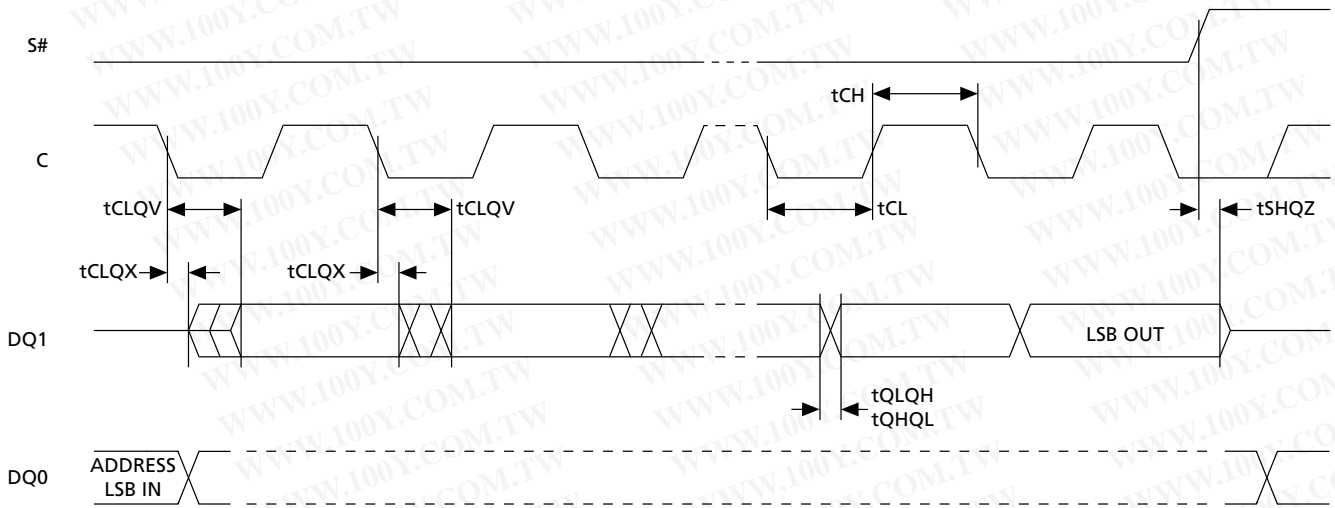 S#
tCH
C
tCLQV
tCLQV
tCL
tSHQZ
tCLQX
tCLQX
DQ1
LSB OUT
tQLQH
tQHQL
DQ0
ADDRESS
LSB IN
WWW.100Y.COM.TW